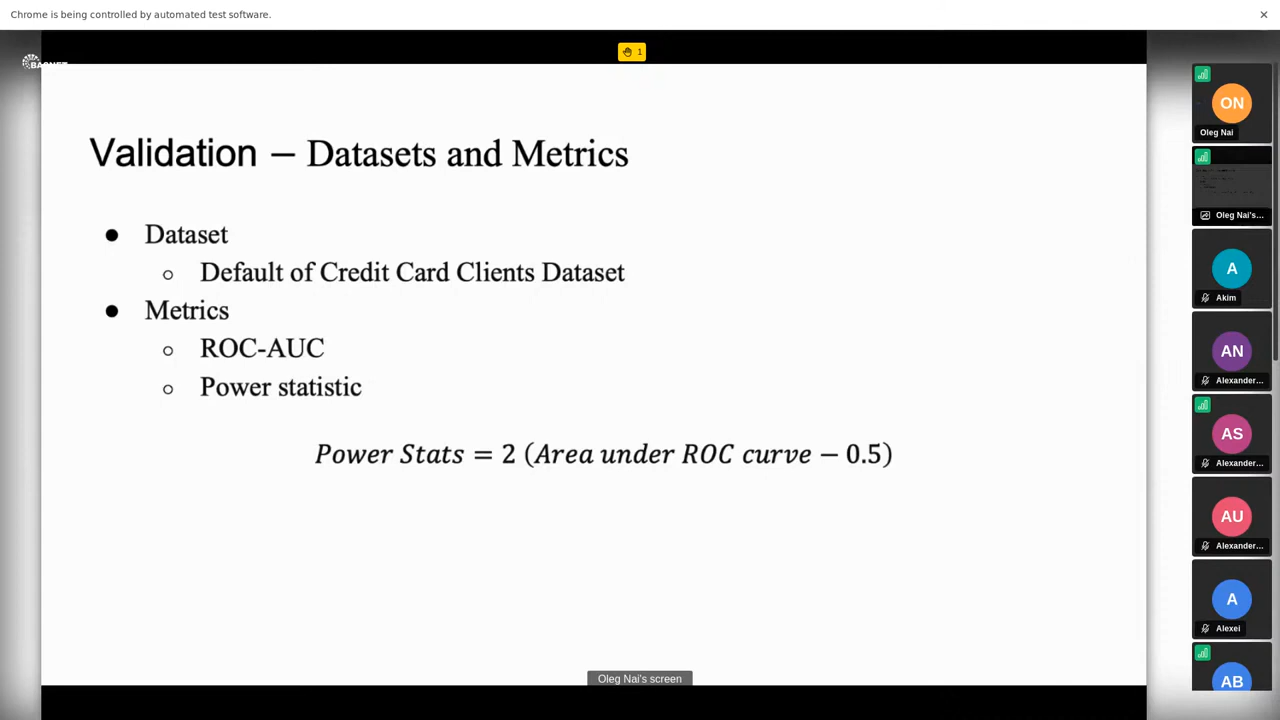 Chrome is being controlled by automated test software.
BASNET
1
Validation – Datasets and Metrics
● Dataset
○ Default of Credit Card Clients Dataset
● Metrics
○ ROC-AUC
○ Power statistic
Power Stats = 2 (Area under ROC curve − 0.5)
Oleg Nai's screen
ON
Oleg Nai
Oleg Nai's...
A
Akim
AN
Alexander...
AS
Alexander...
AU
Alexander...
A
Alexei
AB